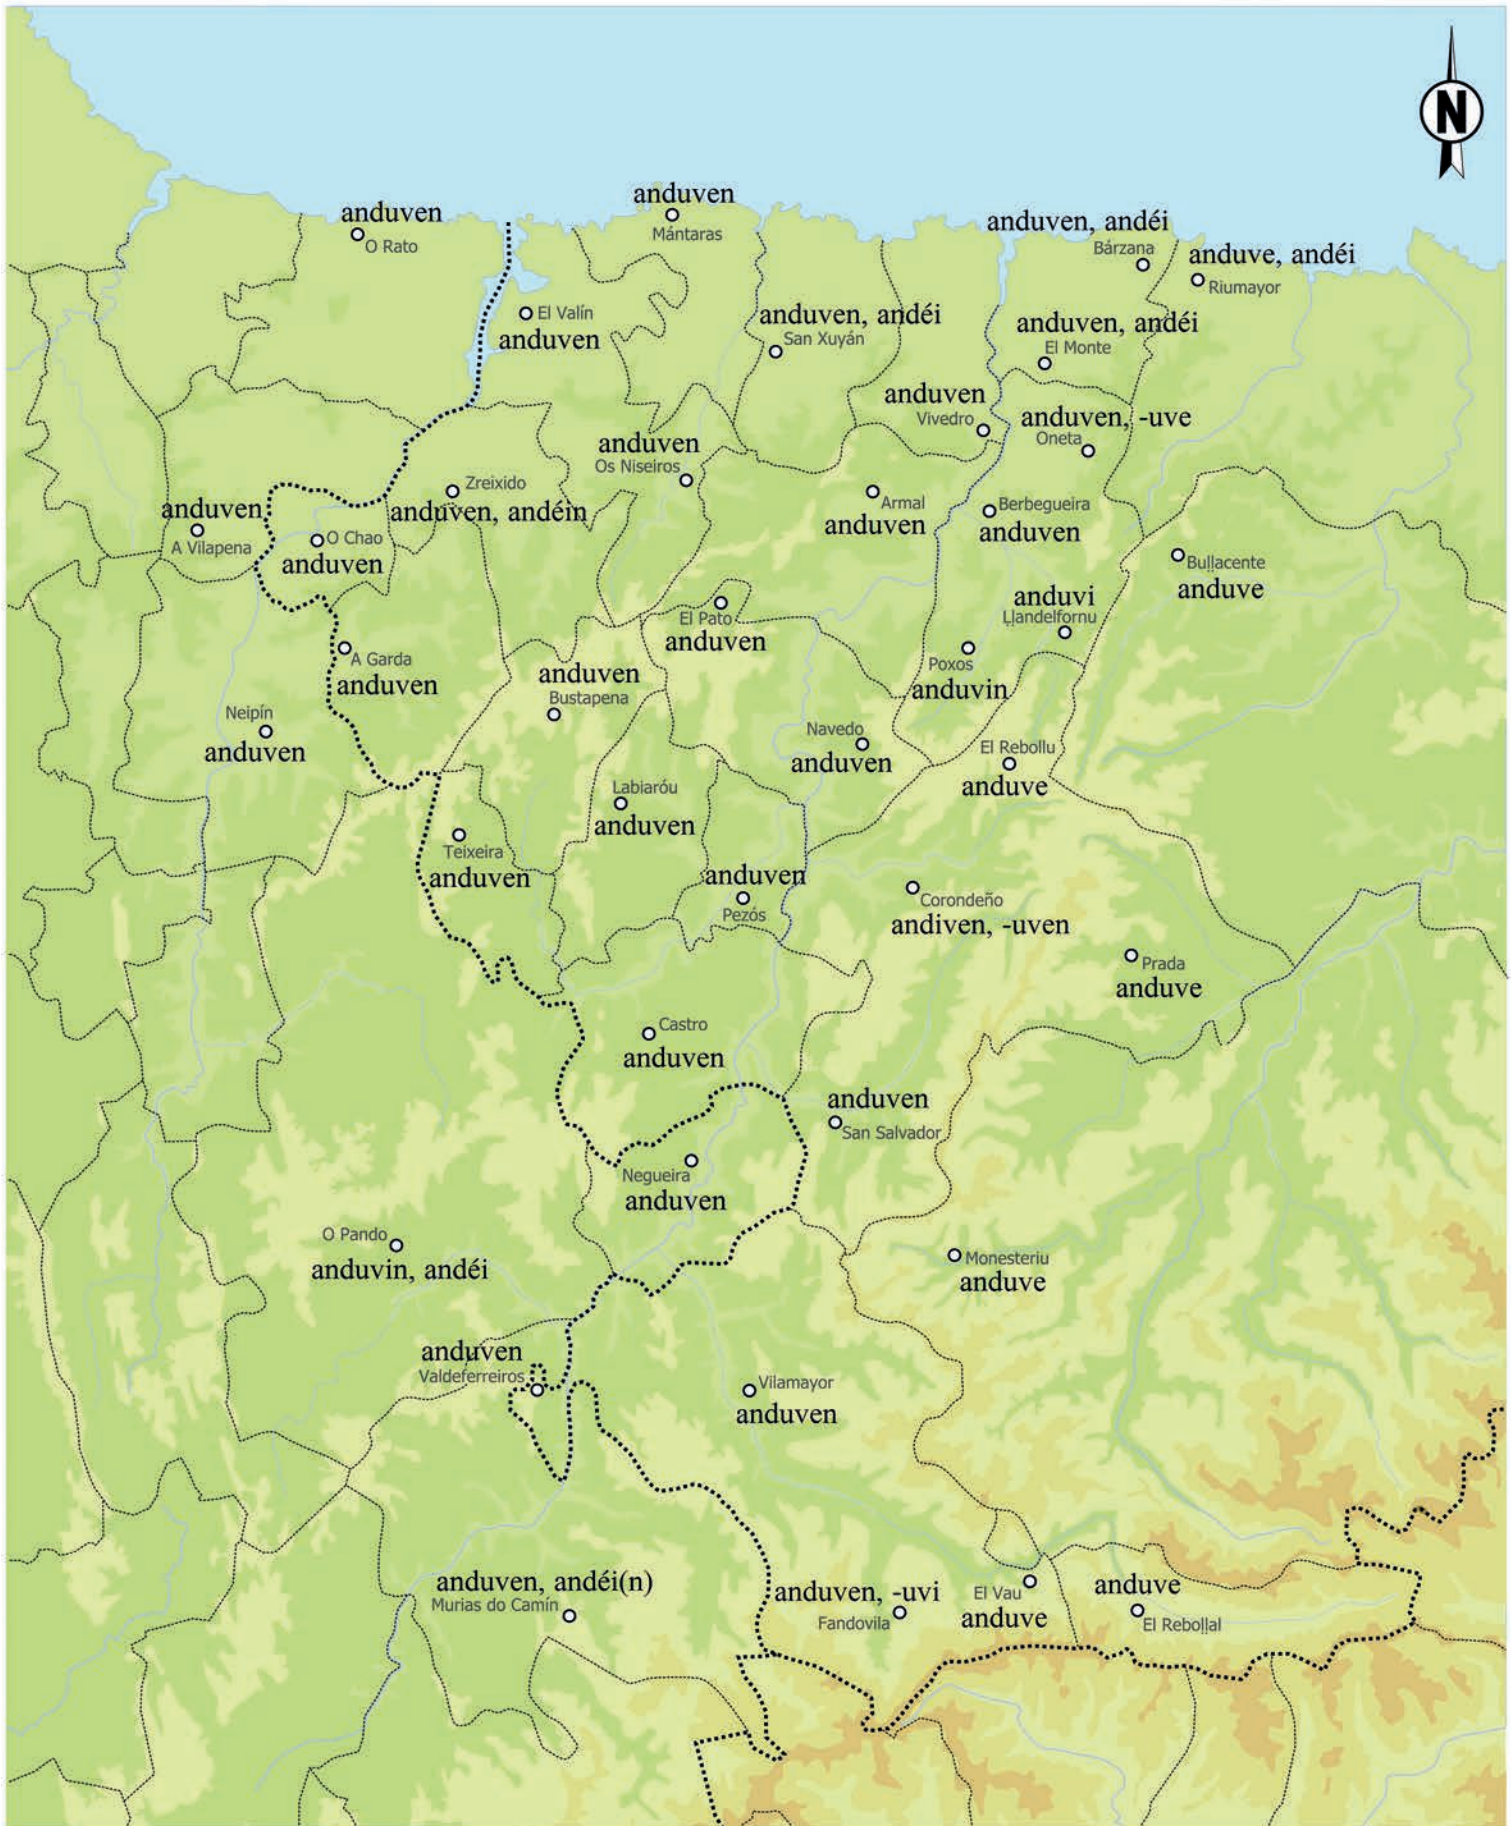 N
anduven
Mántaras
anduven
O Rato
anduven, andéi
Bárzana
anduve, andéi
Riumayor
El Valín
anduven
anduven, andéi
San Xuyán
anduven, andéi
El Monte
anduven
Vivedro
anduven, -uve
Oneta
anduven
Os Niseiros
Zreixido
anduven, andéin
Armal
anduven
Berbegueira
anduven
anduven
A Vilapena
O Chao
anduven
Buḷḷacente
anduve
anduvi
Ḷḷandelfornu
El Pato
anduven
A Garda
anduven
Poxos
anduvin
anduven
Bustapena
Neipín
anduven
Navedo
anduven
El Rebollu
anduve
Labiaróu
anduven
Teixeira
anduven
anduven
Pezós
Corondeño
andiven, -uven
Prada
anduve
Castro
anduven
anduven
San Salvador
Negueira
anduven
O Pando
anduvin, andéi
Monesteriu
anduve
anduven
Valdeferreiros
Vilamayor
anduven
anduven, andéi(n)
Murias do Camín
anduven, -uvi
Fandovila
El Vau
anduve
anduve
El Reboḷḷal